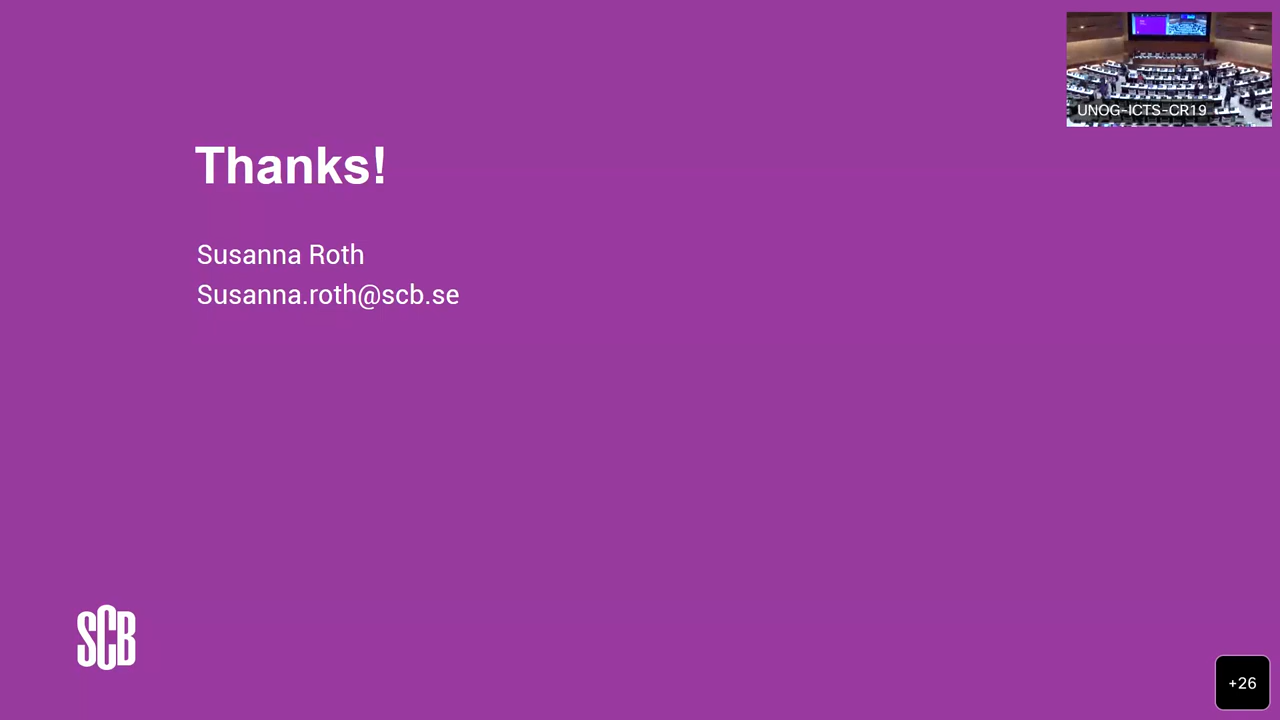 UNOG-ICTS-CR19
Thanks!
Susanna Roth
Susanna.roth@scb.se
SCB
+26